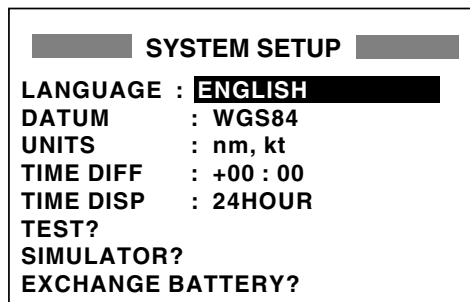 SYSTEM SETUP
LANGUAGE : ENGLISH
DATUM : WGS84
UNITS : nm, kt
TIME DIFF : +00 : 00
TIME DISP : 24HOUR
TEST?
SIMULATOR?
EXCHANGE BATTERY?